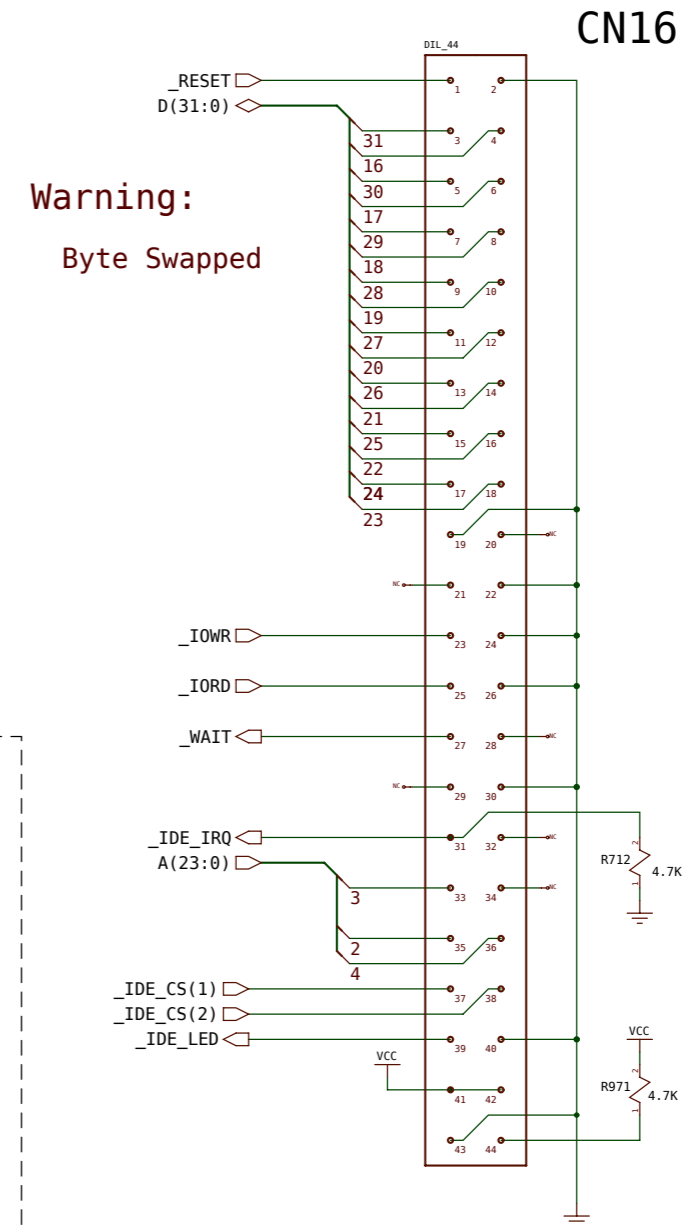 CN16
DIL_44
_RESET 1 2
D(31:0)
31 3 4
16
30 5 6
17
29 7 8
18
28 9 10
19
27 11 12
20
26 13 14
21
25 15 16
22
24 17 18
23
Warning:
Byte Swapped
19 20 NC
NC 21 22
_IOWR 23 24
_IORD 25 26
_WAIT 27 28 NC
NC 29 30
_IDE_IRQ 31 32 NC
A(23:0)
3 33 34 NC
2 35 36
4
2
R712 4.7K
1
_IDE_CS(1) 37 38
_IDE_CS(2)
_IDE_LED 39 40
VCC
41 42
43 44
VCC
2
R971 4.7K
1